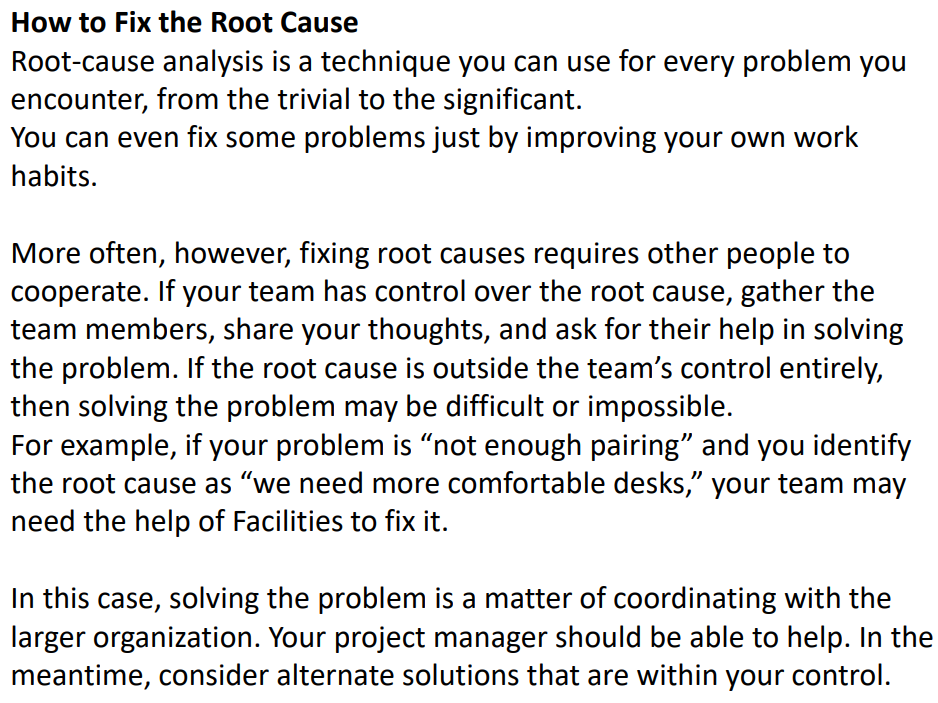 How to Fix the Root Cause
Root-cause analysis is a technique you can use for every problem you
encounter, from the trivial to the significant.
You can even fix some problems just by improving your own work
habits.
More often, however, fixing root causes requires other people to
cooperate. If your team has control over the root cause, gather the
team members, share your thoughts, and ask for their help in solving
the problem. If the root cause is outside the team’s control entirely,
then solving the problem may be difficult or impossible.
For example, if your problem is “not enough pairing” and you identify
the root cause as “we need more comfortable desks,” your team may
need the help of Facilities to fix it.
In this case, solving the problem is a matter of coordinating with the
larger organization. Your project manager should be able to help. In the
meantime, consider alternate solutions that are within your control.